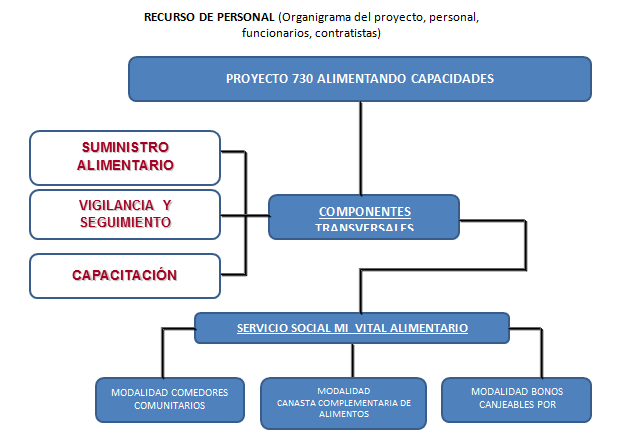 RECURSO DE PERSONAL (Organigrama del proyecto, personal,
funcionarios, contratistas)
PROYECTO 730 ALIMENTANDO CAPACIDADES
SUMINISTRO
ALIMENTARIO
VIGILANCIA Y
SEGUIMIENTO
CAPACITACIÓN
COMPONENTES
TRANSVERSALES
SERVICIO SOCIAL MI VITAL ALIMENTARIO
MODALIDAD COMEDORES
COMUNITARIOS
MODALIDAD
CANASTA COMPLEMENTARIA DE
ALIMENTOS
MODALIDAD BONOS
CANJEABLES POR